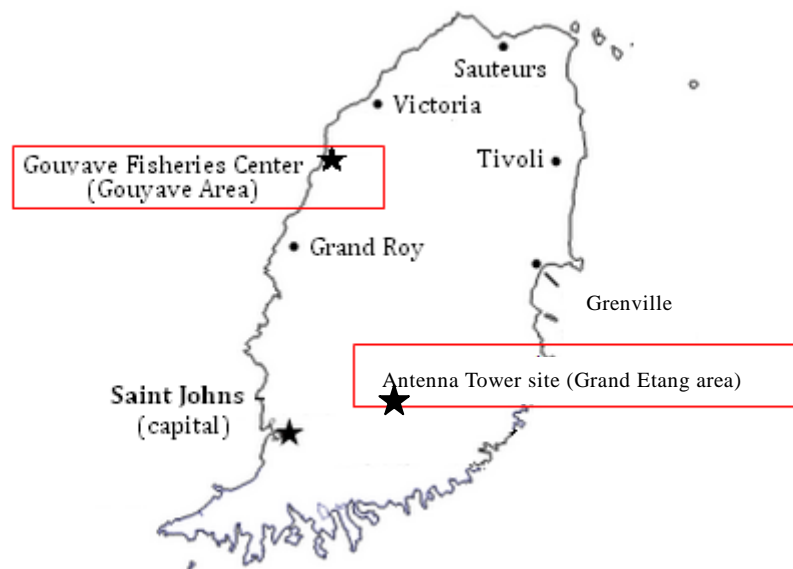 Sauteurs
Victoria
Gouyave Fisheries Center
(Gouyave Area)
Tivoli
Grand Roy
Grenville
Antenna Tower site (Grand Etang area)
Saint Johns
(capital)